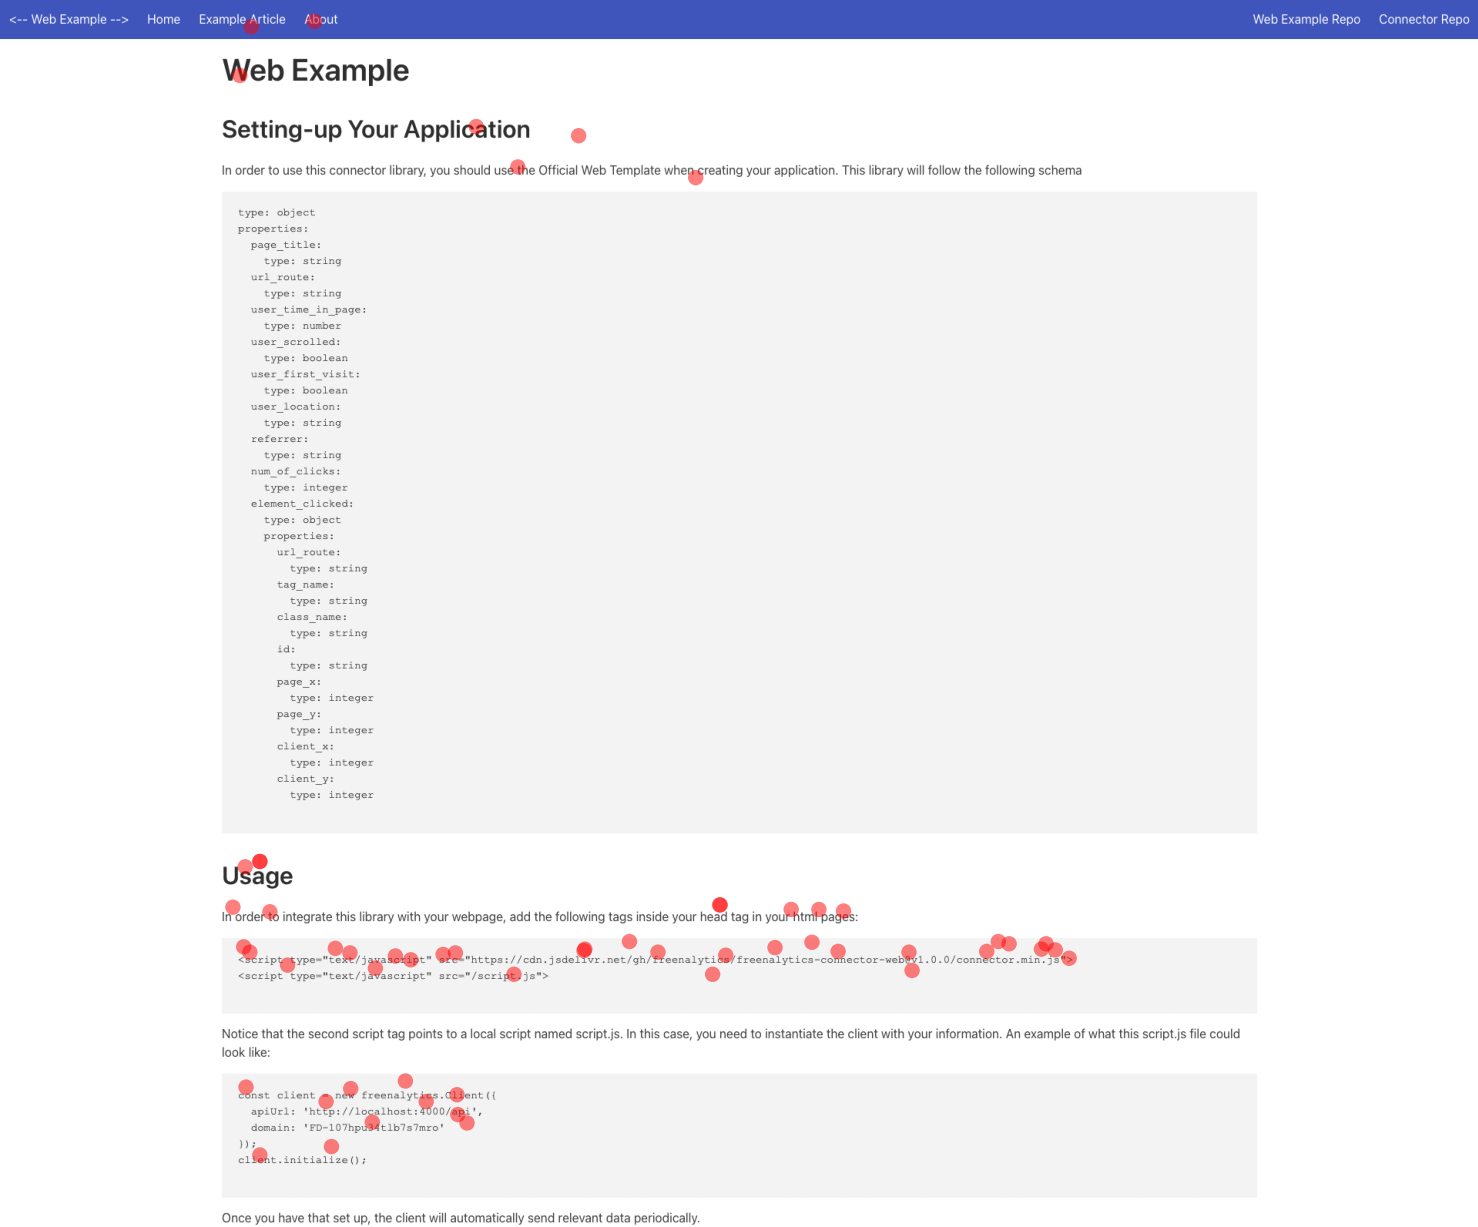 <-- Web Example --> Home Example Article About Web Example Repo Connector Repo
Web Example
Setting-up Your Application
In order to use this connector library, you should use the Official Web Template when creating your application. This library will follow the following schema
type: object
properties:
  page_title:
    type: string
  url_route:
    type: string
  user_time_in_page:
    type: number
  user_scrolled:
    type: boolean
  user_first_visit:
    type: boolean
  user_location:
    type: string
  referrer:
    type: string
  num_of_clicks:
    type: integer
  element_clicked:
    type: object
    properties:
      url_route:
        type: string
      tag_name:
        type: string
      class_name:
        type: string
      id:
        type: string
      page_x:
        type: integer
      page_y:
        type: integer
      client_x:
        type: integer
      client_y:
        type: integer
Usage
In order to integrate this library with your webpage, add the following tags inside your head tag in your html pages:
<script type="text/javascript" src="https://cdn.jsdelivr.net/gh/freenalytics/freenalytics-connector-web@v1.0.0/connector.min.js">
<script type="text/javascript" src="/script.js">
Notice that the second script tag points to a local script named script.js. In this case, you need to instantiate the client with your information. An example of what this script.js file could
look like:
const client = new freenalytics.Client({
  apiUrl: 'http://localhost:4000/api',
  domain: 'FD-107hpu34tlb7s7mro'
});
client.initialize();
Once you have that set up, the client will automatically send relevant data periodically.